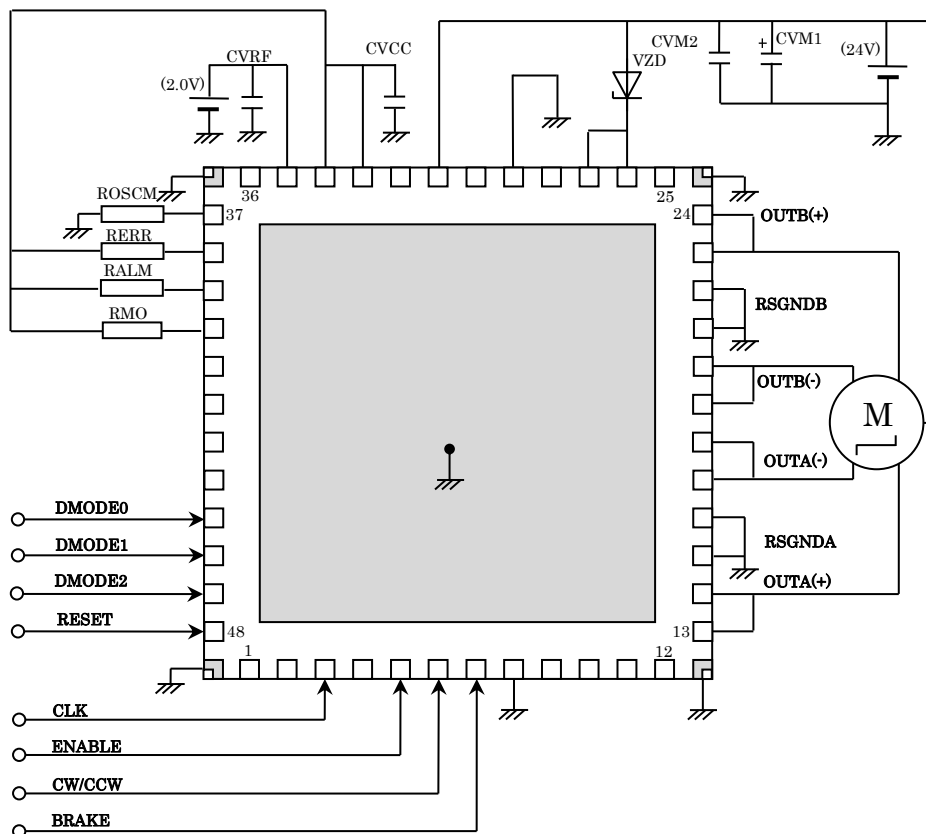 CVRF
CVCC
CVM2
CVM1
(24V)
(2.0V)
VZD
36
25
ROSCM
37
24
OUTB(+)
RERR
RALM
RSGNDB
RMO
OUTB(-)
M
OUTA(-)
DMODE0
DMODE1
RSGNDA
DMODE2
OUTA(+)
RESET
48
13
1
12
CLK
ENABLE
CW/CCW
BRAKE